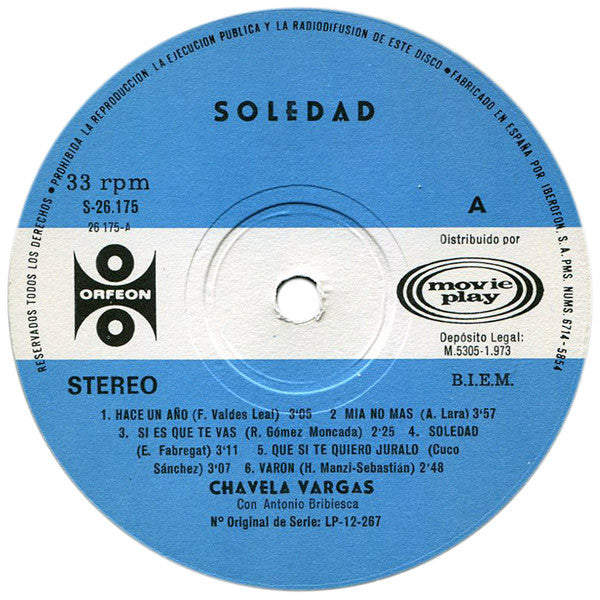 RESERVADOS TODOS LOS DERECHOS • PROHIBIDA LA REPRODUCCION, LA EJECUCION PUBLICA Y LA RADIODIFUSION DE ESTE DISCO • FABRICADO EN ESPAÑA POR IBEROFON, S. A. PMS. NUMS. 6714-5854
SOLEDAD
33 rpm
S-26.175
26 175-A
A
Distribuido por
ORFEON
movie
play
Depósito Legal:
M.5305-1.973
STEREO
B.I.E.M.
1. HACE UN AÑO (F. Valdes Leal) 3'05 2 MIA NO MAS (A. Lara) 3'57
3. SI ES QUE TE VAS (R. Gómez Moncada) 2'25 4. SOLEDAD
(E. Fabregat) 3'11 5. QUE SI TE QUIERO JURALO (Cuco
Sánchez) 3'07 6. VARON (H. Manzi-Sebastián) 2'48
CHAVELA VARGAS
Con Antonio Bribiesca
Nº Original de Serie: LP-12-267